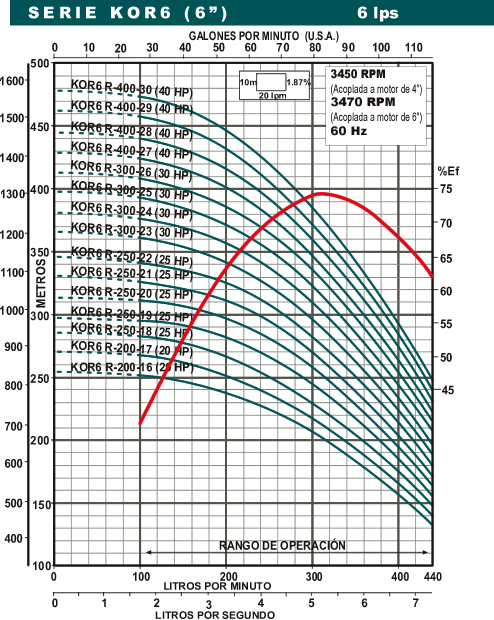 SERIE KOR6 (6”) 6 lps
GALONES POR MINUTO (U.S.A.)
0 10 20 30 40 50 60 70 80 90 100 110
500
450
400
350
300
250
200
150
100
METROS
1600
1500
1400
1300
1200
1100
1000
900
800
700
600
500
400
10m 1.87%
20 lpm
3450 RPM
(Acoplada a motor de 4")
3470 RPM
(Acoplada a motor de 6")
60 Hz
%Ef
75
70
65
60
55
50
45
KOR6 R-400-30 (40 HP)
KOR6 R-400-29 (40 HP)
KOR6 R-400-28 (40 HP)
KOR6 R-400-27 (40 HP)
KOR6 R-300-26 (30 HP)
KOR6 R-300-25 (30 HP)
KOR6 R-300-24 (30 HP)
KOR6 R-300-23 (30 HP)
KOR6 R-250-22 (25 HP)
KOR6 R-250-21 (25 HP)
KOR6 R-250-20 (25 HP)
KOR6 R-250-19 (25 HP)
KOR6 R-250-18 (25 HP)
KOR6 R-200-17 (20 HP)
KOR6 R-200-16 (20 HP)
RANGO DE OPERACIÓN
0 100 200 300 400 440
LITROS POR MINUTO
0 1 2 3 4 5 6 7
LITROS POR SEGUNDO